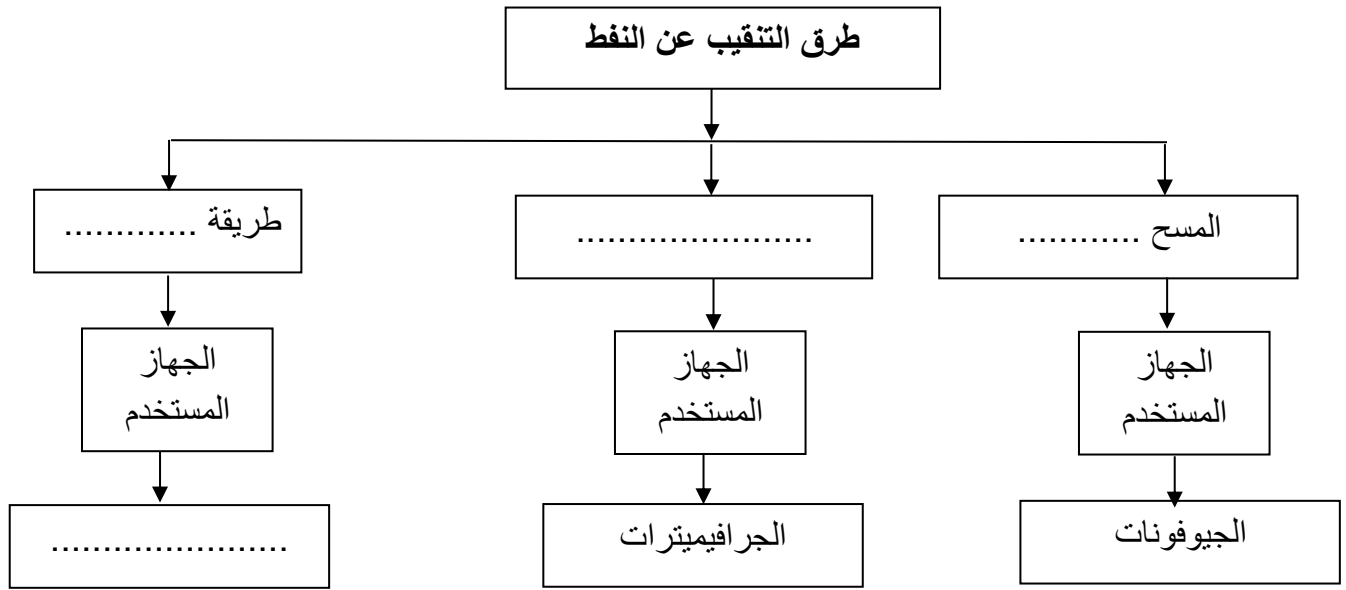 طرق التنقيب عن النفط
المسح ............
.......................
طريقة .............
الجهاز
المستخدم
الجهاز
المستخدم
الجهاز
المستخدم
الجيوفونات
الجرافيميترات
.......................